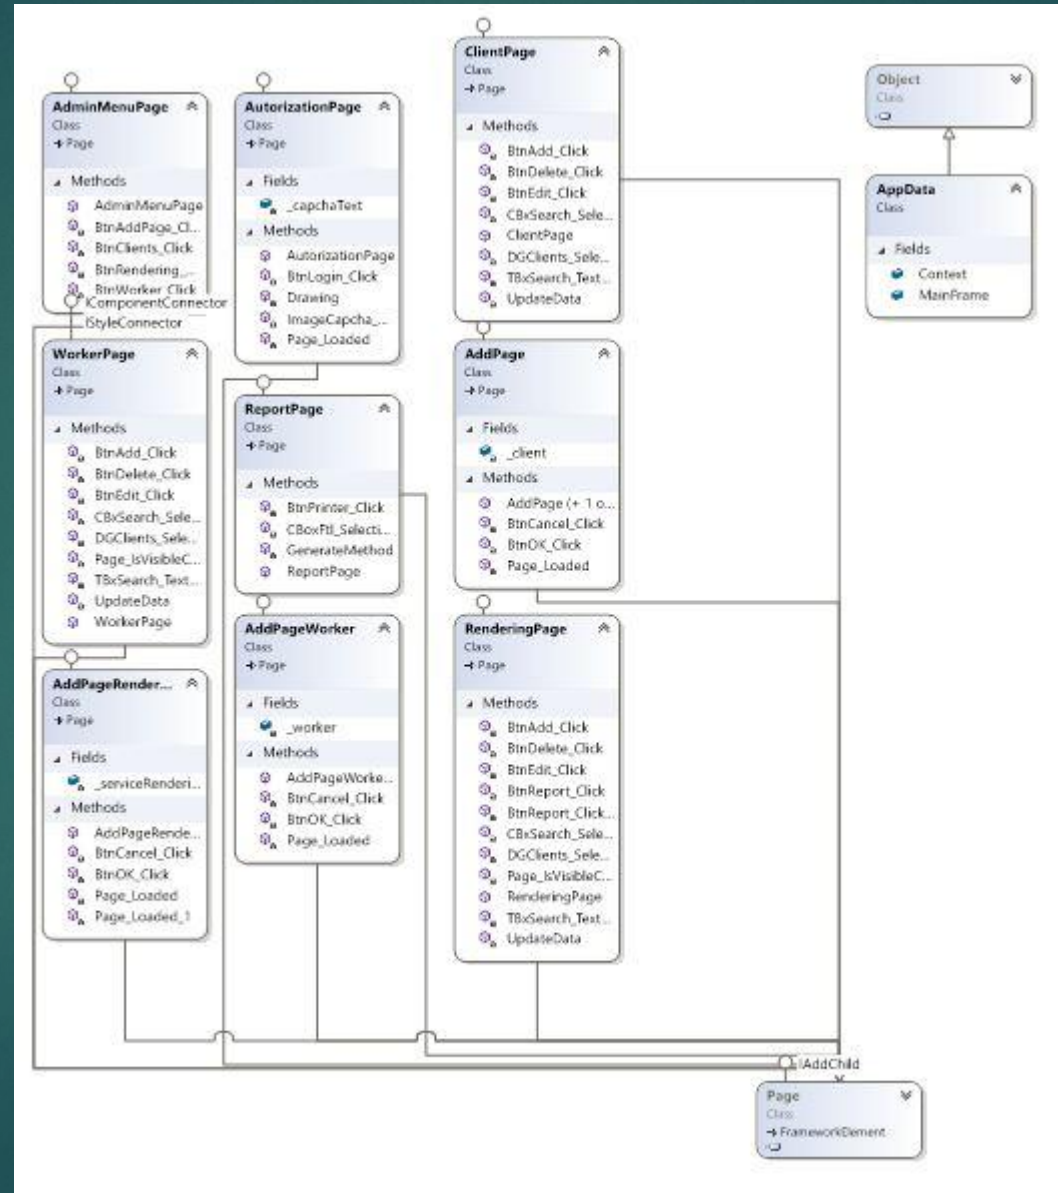 ClientPage
Class
Page
Methods
BtnAdd_Click
BtnDelete_Click
BtnEdit_Click
CBxSearch_Sele...
ClientPage
DGClients_Sele...
TBxSearch_Text...
UpdateData
Object
Class
AppData
Class
Fields
Context
MainFrame
AdminMenuPage
Class
Page
Methods
AdminMenuPage
BtnAddPage_Cl...
BtnClients_Click
BtnRendering_...
BtnWorker_Click
IComponentConnector
IStyleConnector
AutorizationPage
Class
Page
Fields
_capchaText
Methods
AutorizationPage
BtnLogin_Click
Drawing
ImageCapcha_...
Page_Loaded
WorkerPage
Class
Page
Methods
BtnAdd_Click
BtnDelete_Click
BtnEdit_Click
CBxSearch_Sele...
DGClients_Sele...
Page_IsVisibleC...
TBxSearch_Text...
UpdateData
WorkerPage
ReportPage
Class
Page
Methods
BtnPrinter_Click
CBoxFtl_Selecti...
GenerateMethod
ReportPage
AddPage
Class
Page
Fields
_client
Methods
AddPage (+ 1 o...
BtnCancel_Click
BtnOK_Click
Page_Loaded
AddPageRender...
Class
Page
Fields
_serviceRenderi...
Methods
AddPageRende...
BtnCancel_Click
BtnOK_Click
Page_Loaded
Page_Loaded_1
AddPageWorker
Class
Page
Fields
_worker
Methods
AddPageWorke...
BtnCancel_Click
BtnOK_Click
Page_Loaded
RenderingPage
Class
Page
Methods
BtnAdd_Click
BtnDelete_Click
BtnEdit_Click
BtnReport_Click
BtnReport_Click...
CBxSearch_Sele...
DGClients_Sele...
Page_IsVisibleC...
RenderingPage
TBxSearch_Text...
UpdateData
IAddChild
Page
Class
FrameworkElement